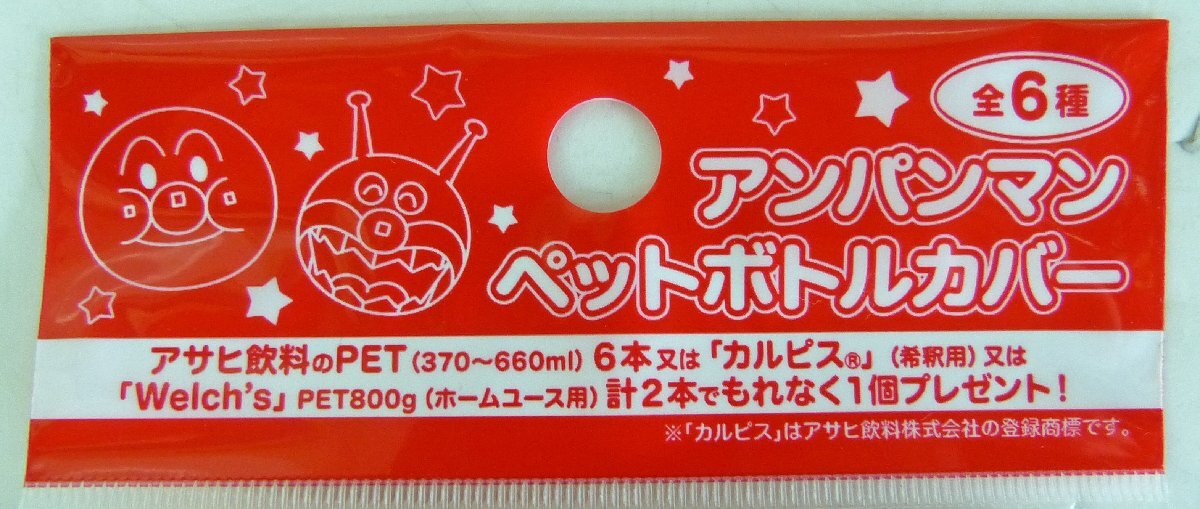 全6種
アンパンマン
ペットボトルカバー
アサヒ飲料のPET(370〜660ml)6本又は「カルピス®」(希釈用)又は
「Welch's」PET800g(ホームユース用)計2本でもれなく1個プレゼント!
※「カルピス」はアサヒ飲料株式会社の登録商標です。